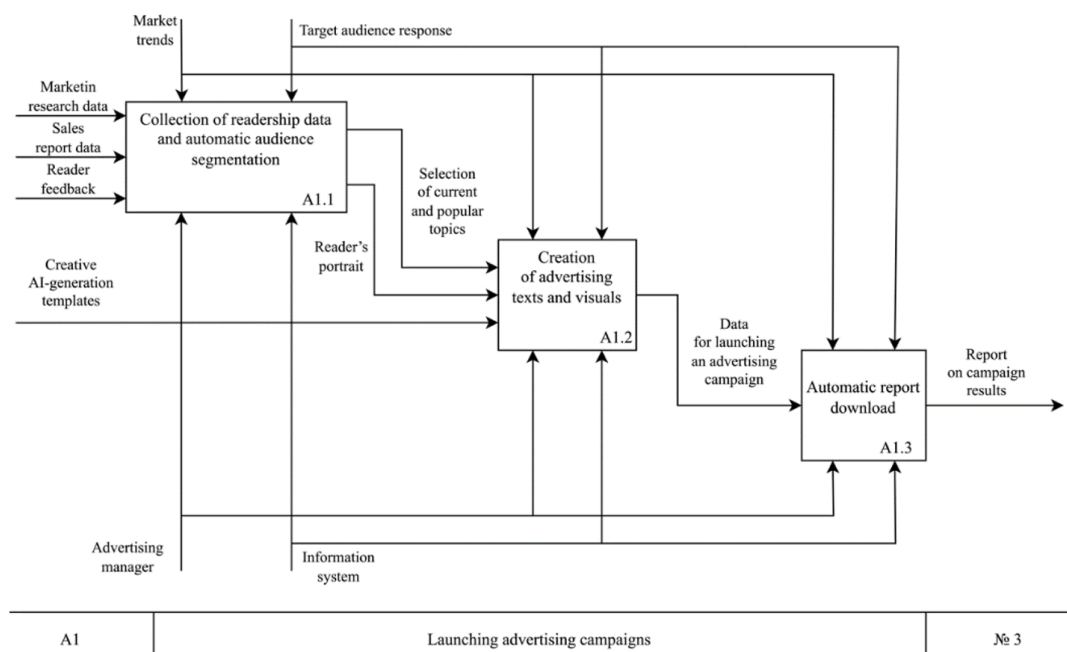 Market
trends
Target audience response
Marketin
research data
Sales
report data
Reader
feedback
Collection of readership data
and automatic audience
segmentation
A1.1
Selection
of current
and popular
topics
Reader's
portrait
Creative
AI-generation
templates
Creation
of advertising
texts and visuals
A1.2
Data
for launching
an advertising
campaign
Automatic report
download
A1.3
Report
on campaign
results
Advertising
manager
Information
system
A1
Launching advertising campaigns
№ 3